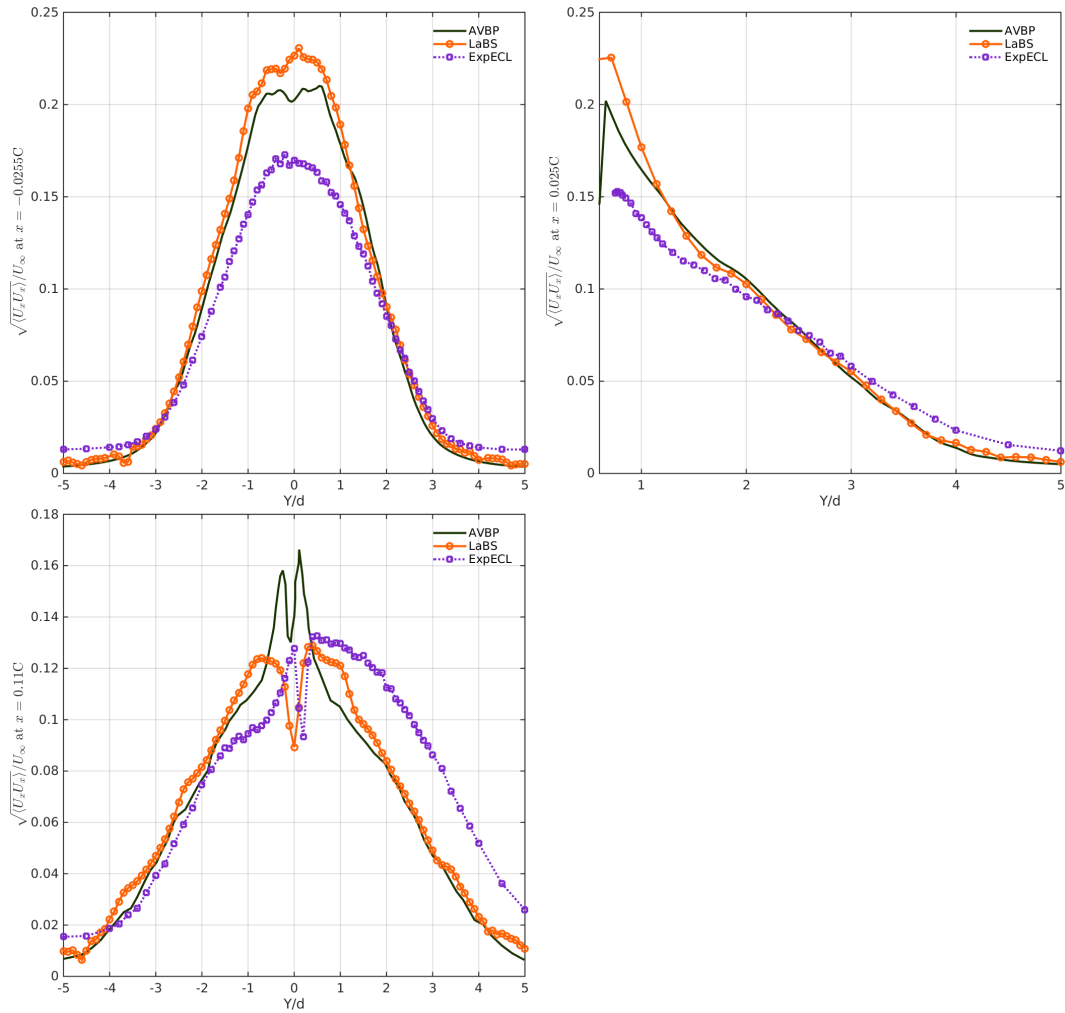 0.25
0.2
0.15
0.1
0.05
0
-5 -4 -3 -2 -1 0 1 2 3 4 5
Y/d
√⟨UₓUₓ⟩/U∞ at x = −0.0255C
AVBP
LaBS
ExpECL
0.25
0.2
0.15
0.1
0.05
0
1 2 3 4 5
Y/d
√⟨UₓUₓ⟩/U∞ at x = 0.025C
AVBP
LaBS
ExpECL
0.18
0.16
0.14
0.12
0.1
0.08
0.06
0.04
0.02
0
-5 -4 -3 -2 -1 0 1 2 3 4 5
Y/d
√⟨UₓUₓ⟩/U∞ at x = 0.11C
AVBP
LaBS
ExpECL